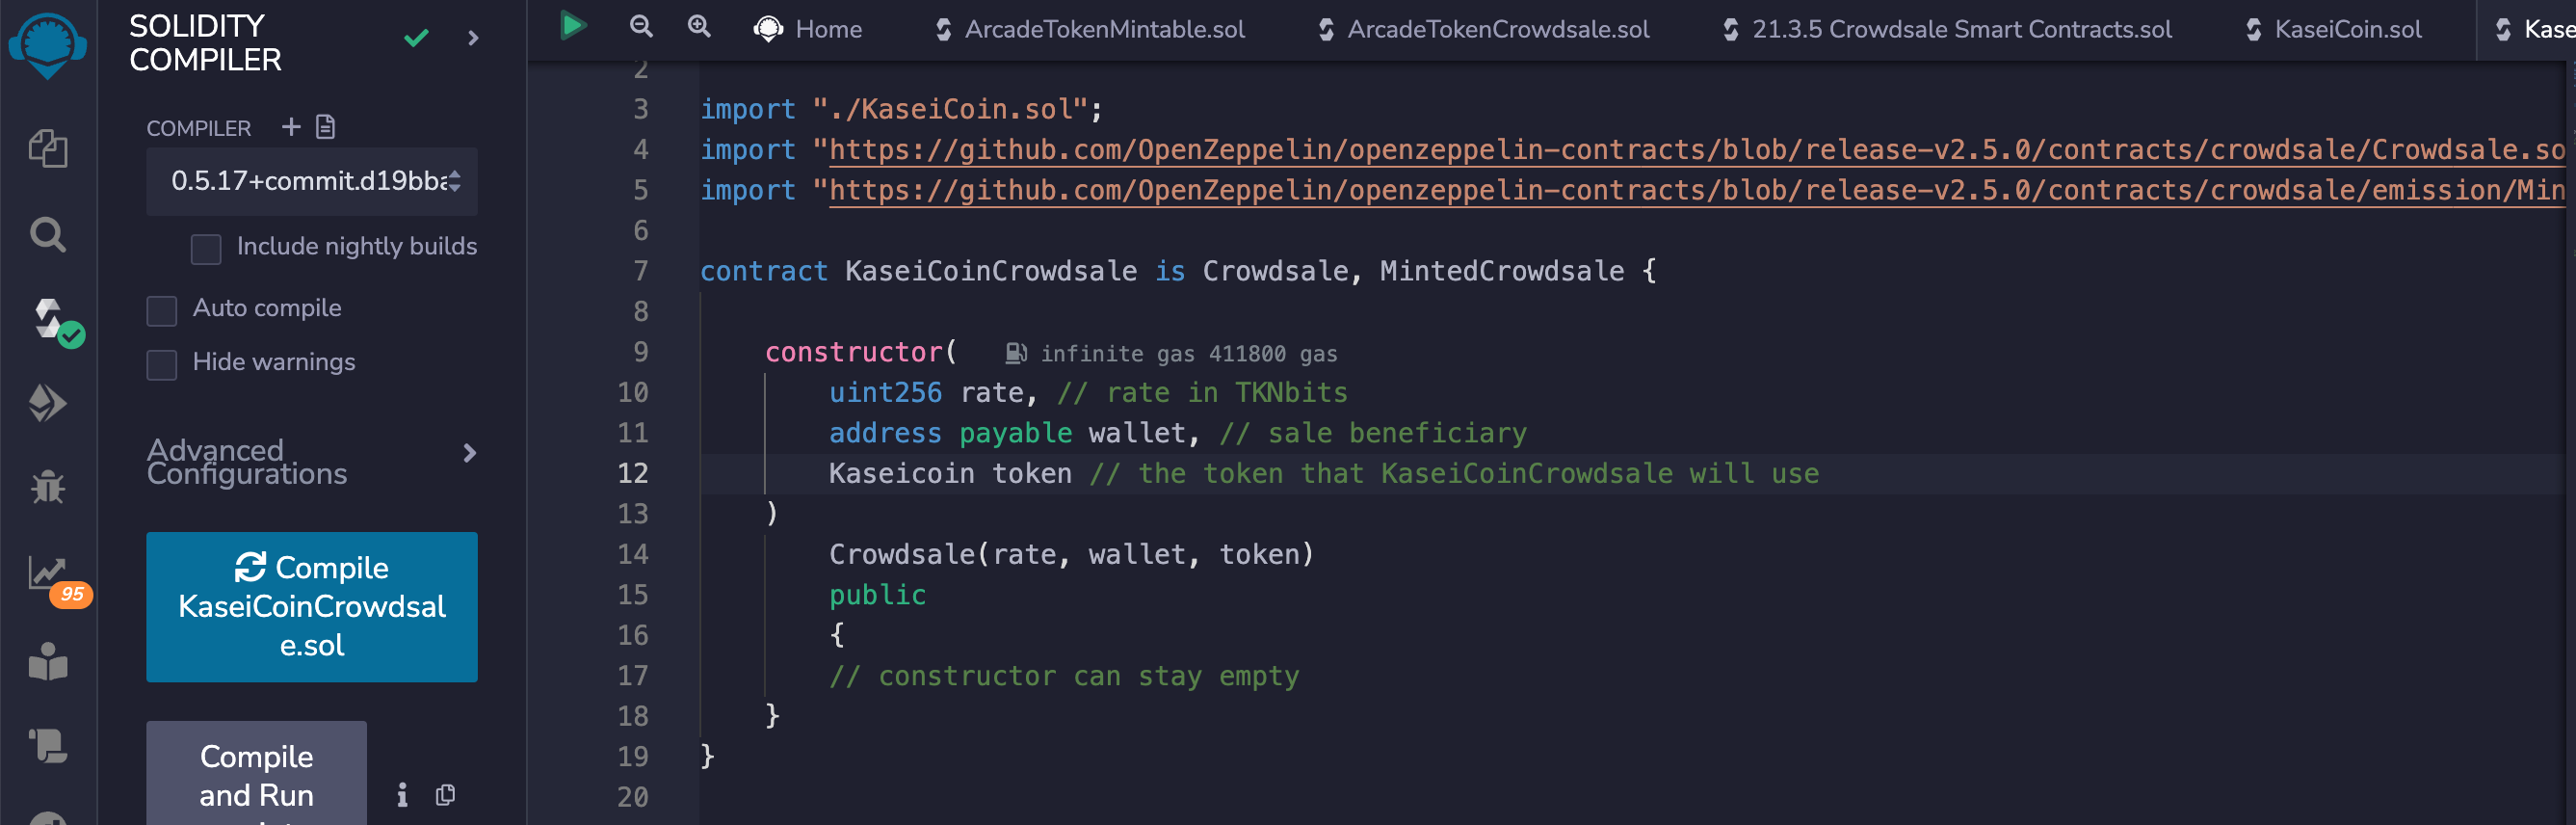 SOLIDITY
COMPILER
COMPILER
0.5.17+commit.d19bba
Include nightly builds
Auto compile
Hide warnings
Advanced
Configurations
Compile
KaseiCoinCrowdsal
e.sol
Compile
and Run
95
Home
ArcadeTokenMintable.sol
ArcadeTokenCrowdsale.sol
21.3.5 Crowdsale Smart Contracts.sol
KaseiCoin.sol
Kase
2
3 import "./KaseiCoin.sol";
4 import "https://github.com/OpenZeppelin/openzeppelin-contracts/blob/release-v2.5.0/contracts/crowdsale/Crowdsale.so
5 import "https://github.com/OpenZeppelin/openzeppelin-contracts/blob/release-v2.5.0/contracts/crowdsale/emission/Min
6
7 contract KaseiCoinCrowdsale is Crowdsale, MintedCrowdsale {
8
9 constructor( infinite gas 411800 gas
10 uint256 rate, // rate in TKNbits
11 address payable wallet, // sale beneficiary
12 Kaseicoin token // the token that KaseiCoinCrowdsale will use
13 )
14 Crowdsale(rate, wallet, token)
15 public
16 {
17 // constructor can stay empty
18 }
19 }
20